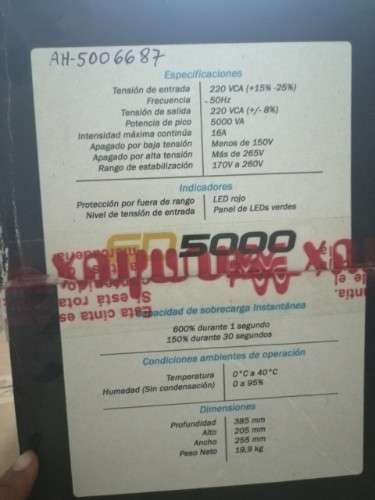 AH-5006687
Especificaciones
Tensión de entrada 220 VCA (+15% -25%)
Frecuencia 50Hz
Tensión de salida 220 VCA (+/- 8%)
Potencia de pico 5000 VA
Intensidad máxima contínua 16A
Apagado por baja tensión Menos de 150V
Apagado por alta tensión Más de 265V
Rango de estabilización 170V a 260V
Indicadores
Protección por fuera de rango LED rojo
Nivel de tensión de entrada Panel de LEDs verdes
5000
Si esta rota
Esta cinta es
Capacidad de sobrecarga Instantánea
600% durante 1 segundo
150% durante 30 segundos
Condiciones ambientes de operación
Temperatura 0°C a 40°C
Humedad (Sin condensación) 0 a 95%
Dimensiones
Profundidad 385 mm
Alto 205 mm
Ancho 255 mm
Peso Neto 19,9 kg